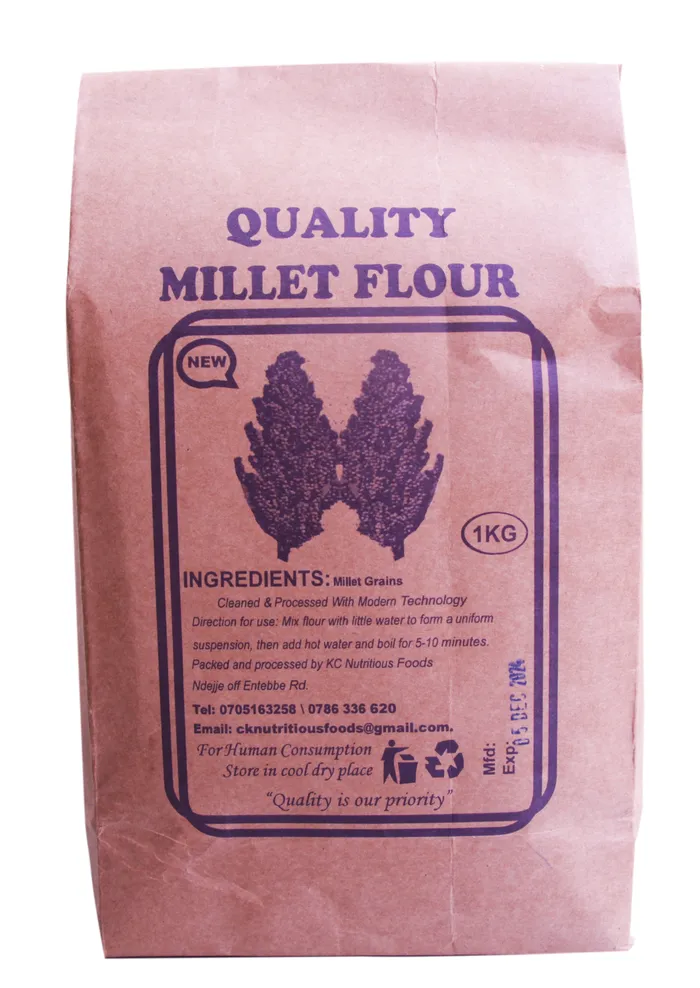 QUALITY
MILLET FLOUR
NEW
1KG
INGREDIENTS: Millet Grains
Cleaned & Processed With Modern Technology
Direction for use: Mix flour with little water to form a uniform
suspension, then add hot water and boil for 5-10 minutes.
Packed and processed by KC Nutritious Foods
Ndejje off Entebbe Rd.
Tel: 0705163258 \ 0786 336 620
Email: cknutritiousfoods@gmail.com.
For Human Consumption
Store in cool dry place
"Quality is our priority"
Mfd:
Exp: 05 DEC 2024